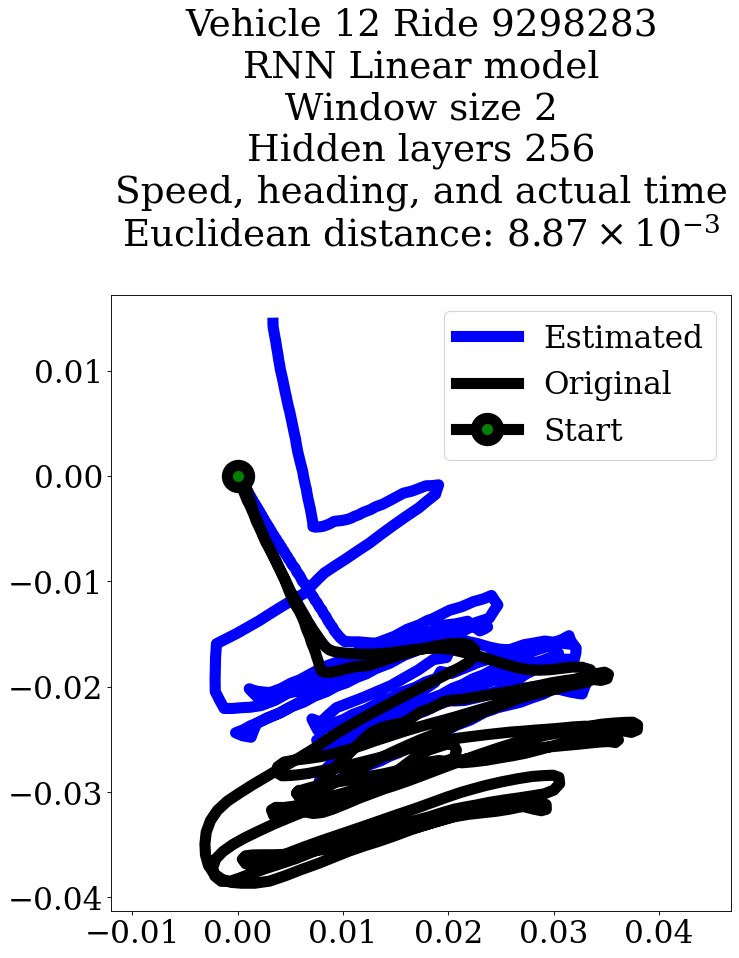 Vehicle 12 Ride 9298283
RNN Linear model
Window size 2
Hidden layers 256
Speed, heading, and actual time
Euclidean distance: 8.87 × 10⁻³
Estimated
Original
Start
0.01
0.00
−0.01
−0.02
−0.03
−0.04
−0.01 0.00 0.01 0.02 0.03 0.04